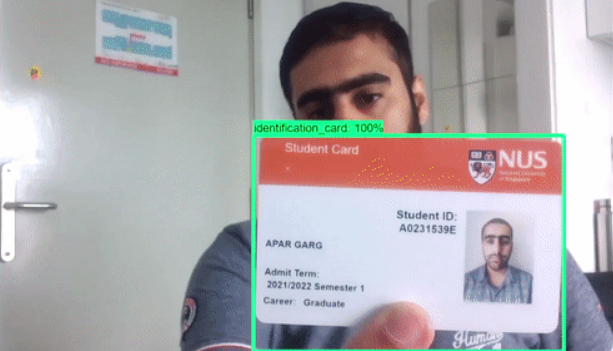 identification_card: 100%
Student Card
NUS
National University
of Singapore
Student ID:
A0231539E
APAR GARG
Admit Term:
2021/2022 Semester 1
Career: Graduate
Human